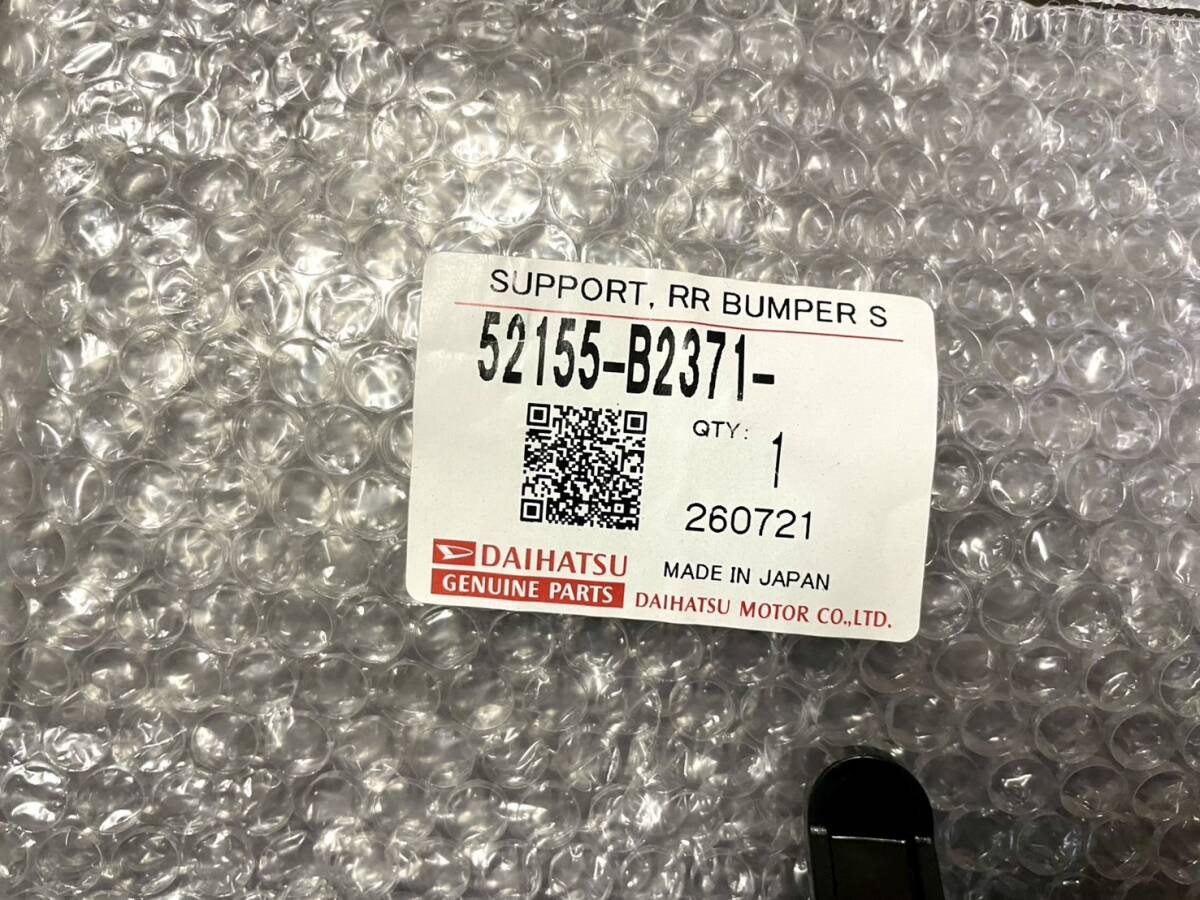 SUPPORT, RR BUMPER S
52155-B2371-
QTY: 1
260721
DAIHATSU
GENUINE PARTS
MADE IN JAPAN
DAIHATSU MOTOR CO.,LTD.